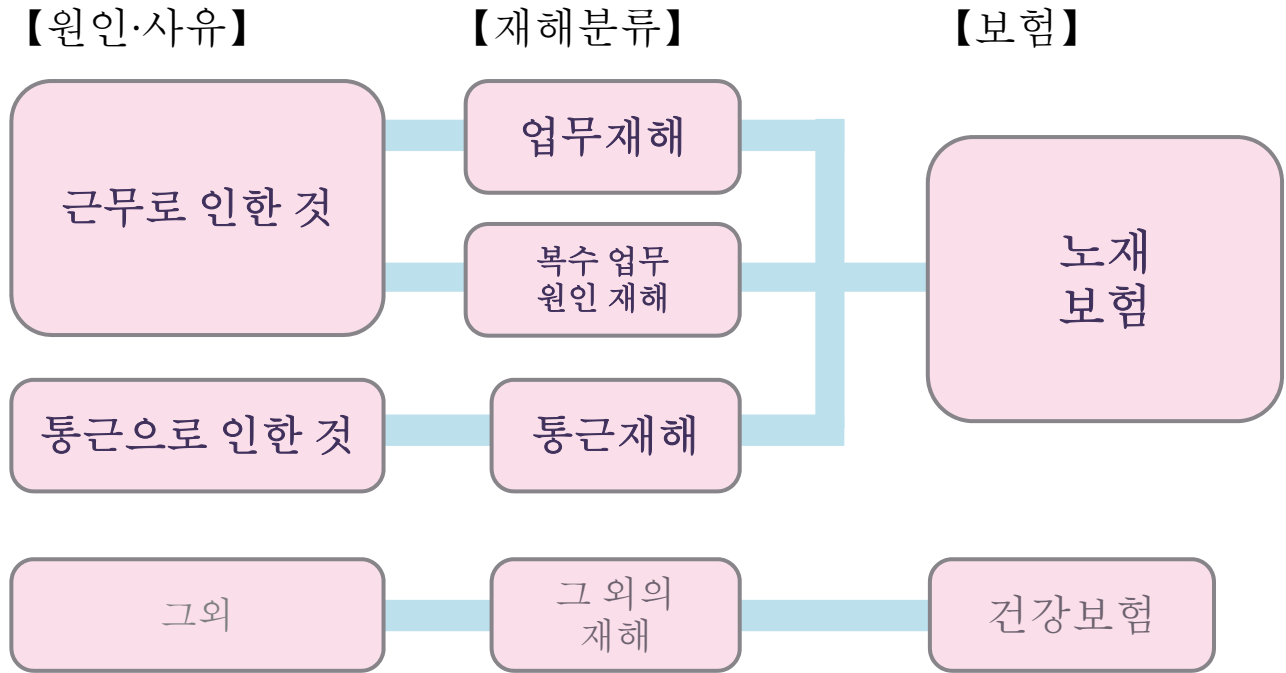 【원인·사유】
【재해분류】
【보험】
근무로 인한 것
업무재해
복수 업무
원인 재해
노재
보험
통근으로 인한 것
통근재해
그외
그 외의
재해
건강보험